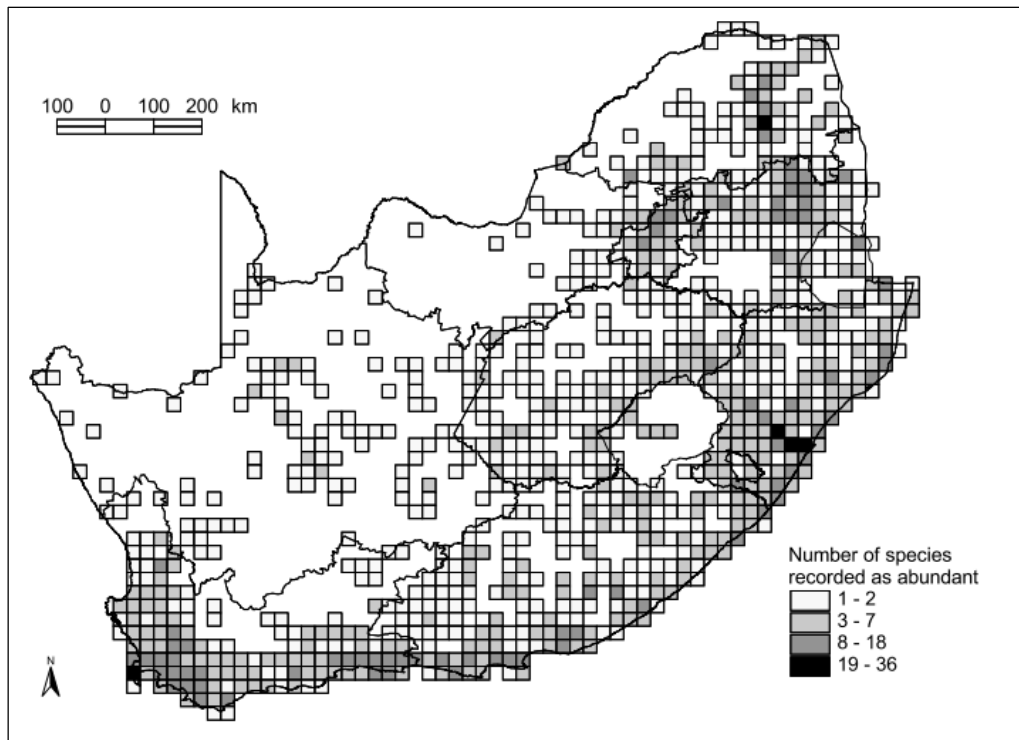 100 0 100 200 km
Number of species
recorded as abundant
1 - 2
3 - 7
8 - 18
19 - 36
N